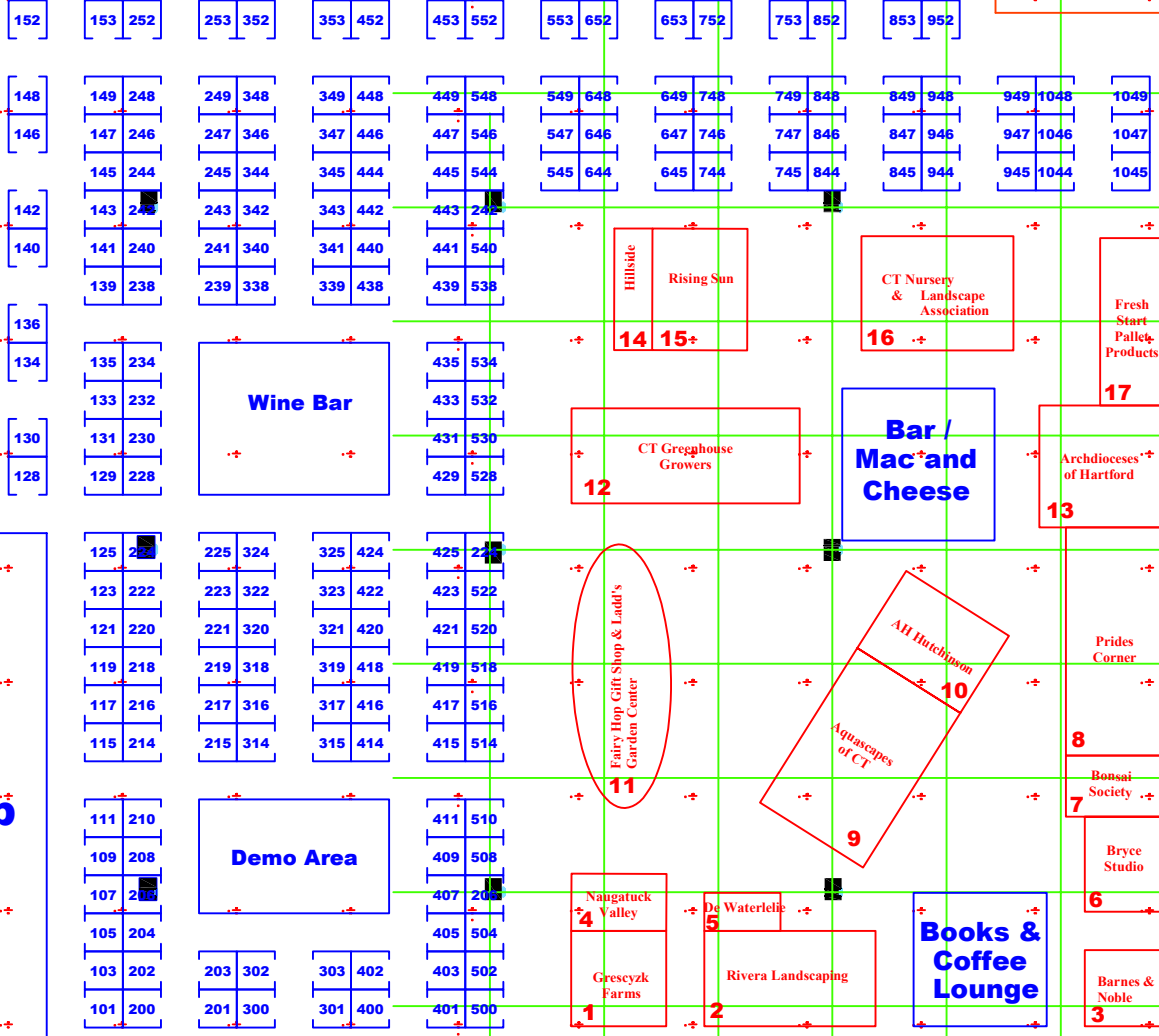 152 153 252 253 352 353 452 453 552 553 652 653 752 753 852 853 952
148 149 248 249 348 349 448 449 548 549 648 649 748 749 848 849 948 949 1048 1049
146 147 246 247 346 347 446 447 546 547 646 647 746 747 846 847 946 947 1046 1047
145 244 245 344 345 444 445 544 545 644 645 744 745 844 845 944 945 1044 1045
142 143 242 243 342 343 442 443 242
140 141 240 241 340 341 440 441 540
139 238 239 338 339 438 439 538
Hillside
14
Rising Sun
15
CT Nursery
& Landscape
Association
16
Fresh
Start
Pallet
Products
17
136
134 135 234 435 534
133 232 433 532
130 131 230 431 530
128 129 228 429 528
Wine Bar
CT Greenhouse
Growers
12
Bar /
Mac and
Cheese
Archdioceses
of Hartford
13
125 224 225 324 325 424 425 224
123 222 223 322 323 422 423 522
121 220 221 320 321 420 421 520
119 218 219 318 319 418 419 518
117 216 217 316 317 416 417 516
115 214 215 314 315 414 415 514
Fairy Hop Gift Shop & Ladd's
Garden Center
11
AH Hutchinson
10
Aquascapes
of CT
9
Prides
Corner
8
Bonsai
Society
7
Bryce
Studio
6
111 210 411 510
109 208 409 508
107 206 407 206
105 204 405 504
103 202 203 302 303 402 403 502
101 200 201 300 301 400 401 500
Demo Area
Naugatuck
Valley
4
De Waterlelie
5
Grescyzk
Farms
1
Rivera Landscaping
2
Books &
Coffee
Lounge
Barnes &
Noble
3